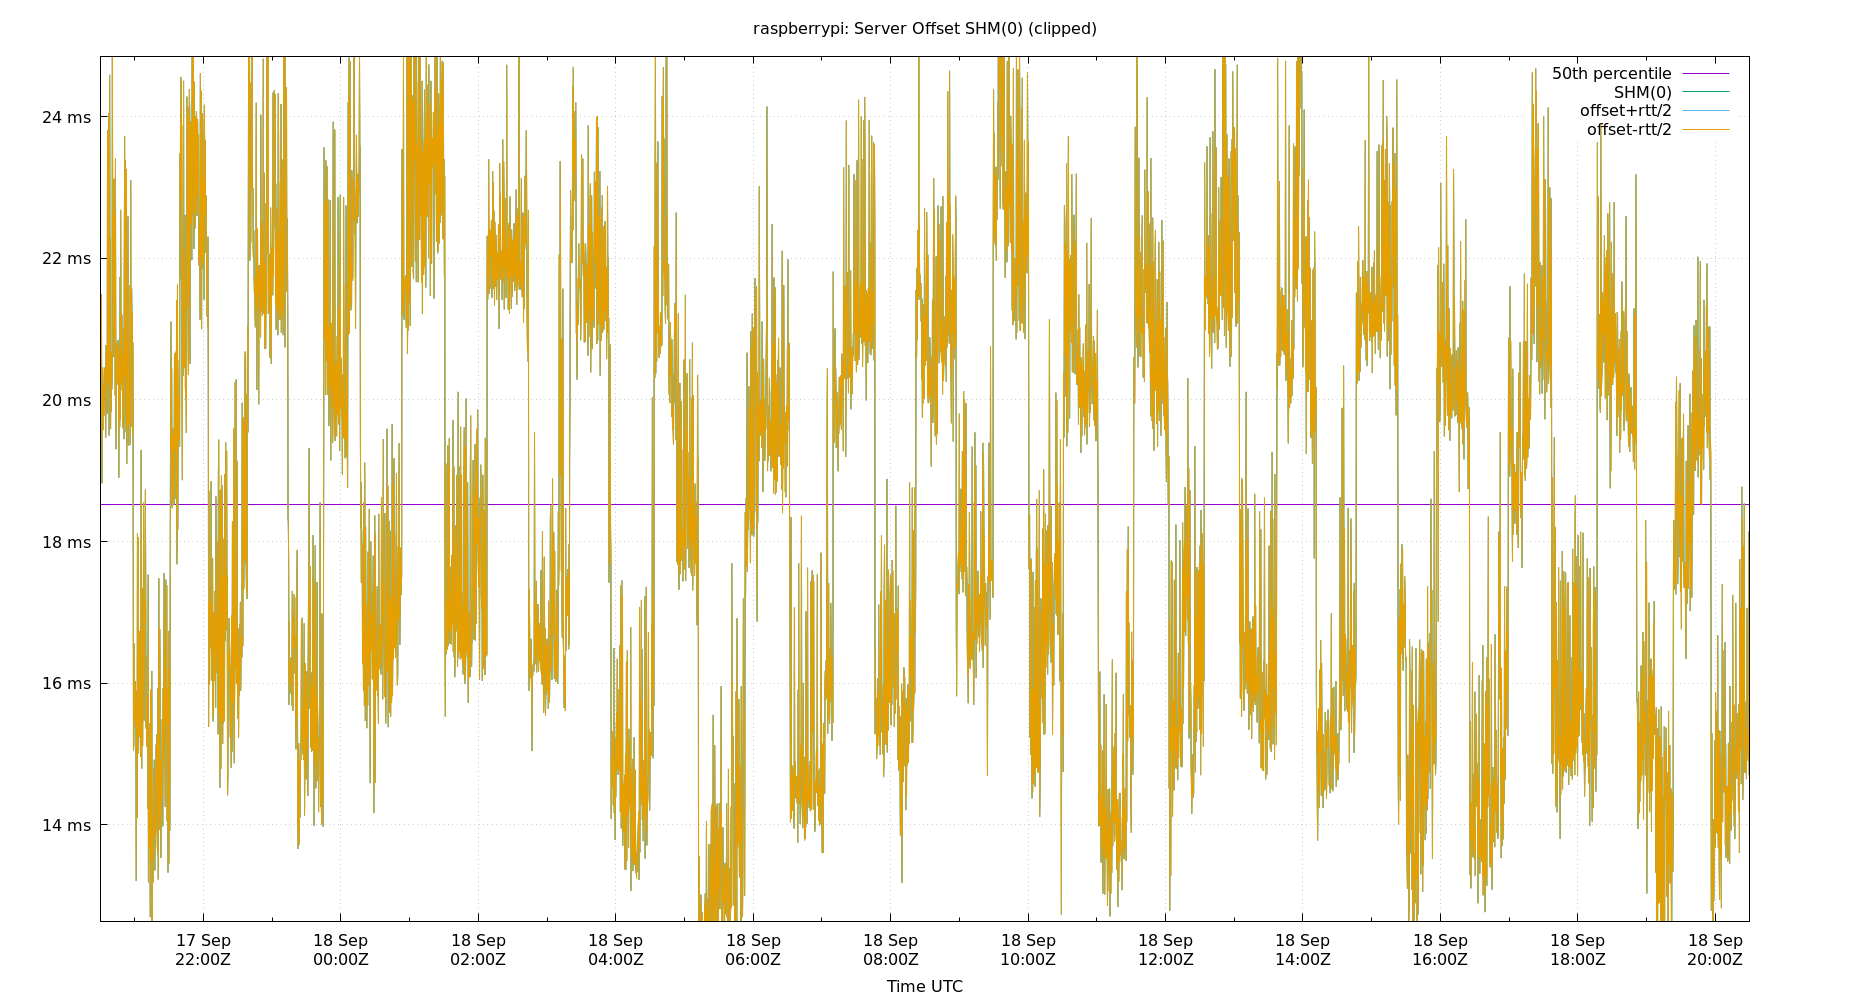 raspberrypi: Server Offset SHM(0) (clipped)
50th percentile
SHM(0)
offset+rtt/2
offset-rtt/2
24 ms
22 ms
20 ms
18 ms
16 ms
14 ms
17 Sep 18 Sep 18 Sep 18 Sep 18 Sep 18 Sep 18 Sep 18 Sep 18 Sep 18 Sep 18 Sep 18 Sep
22:00Z 00:00Z 02:00Z 04:00Z 06:00Z 08:00Z 10:00Z 12:00Z 14:00Z 16:00Z 18:00Z 20:00Z
Time UTC